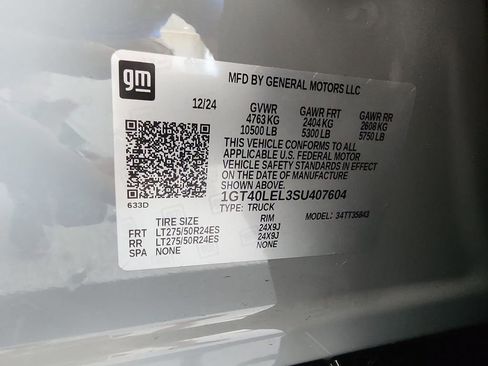 gm
MFD BY GENERAL MOTORS LLC
12/24 GVWR GAWR FRT GAWR RR
4763 KG 2404 KG 2608 KG
10500 LB 5300 LB 5750 LB
THIS VEHICLE CONFORMS TO ALL
APPLICABLE U.S. FEDERAL MOTOR
VEHICLE SAFETY STANDARDS IN EFFECT
ON THE DATE OF MANUFACTURE
SHOWN ABOVE.
1GT40LEL3SU407604
633D
TYPE: TRUCK MODEL: 34TT35843
TIRE SIZE RIM
FRT LT275/50R24ES 24X9J
RR LT275/50R24ES 24X9J
SPA NONE NONE